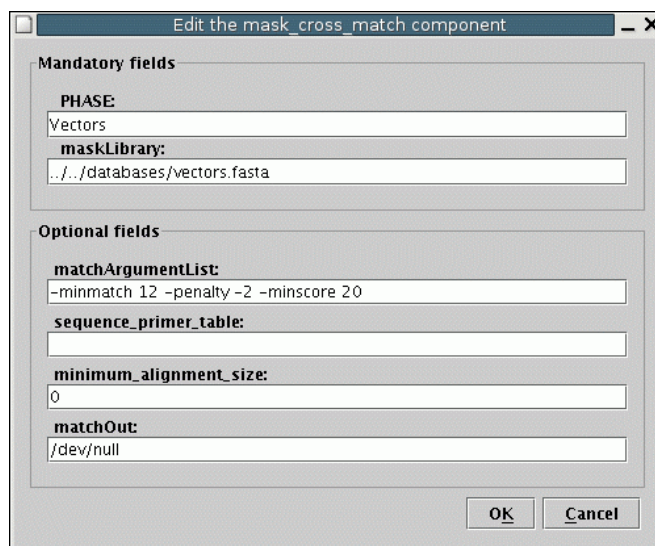 Edit the mask_cross_match component
Mandatory fields
PHASE:
Vectors
maskLibrary:
../../databases/vectors.fasta
Optional fields
matchArgumentList:
-minmatch 12 -penalty -2 -minscore 20
sequence_primer_table:
minimum_alignment_size:
0
matchOut:
/dev/null
OK Cancel